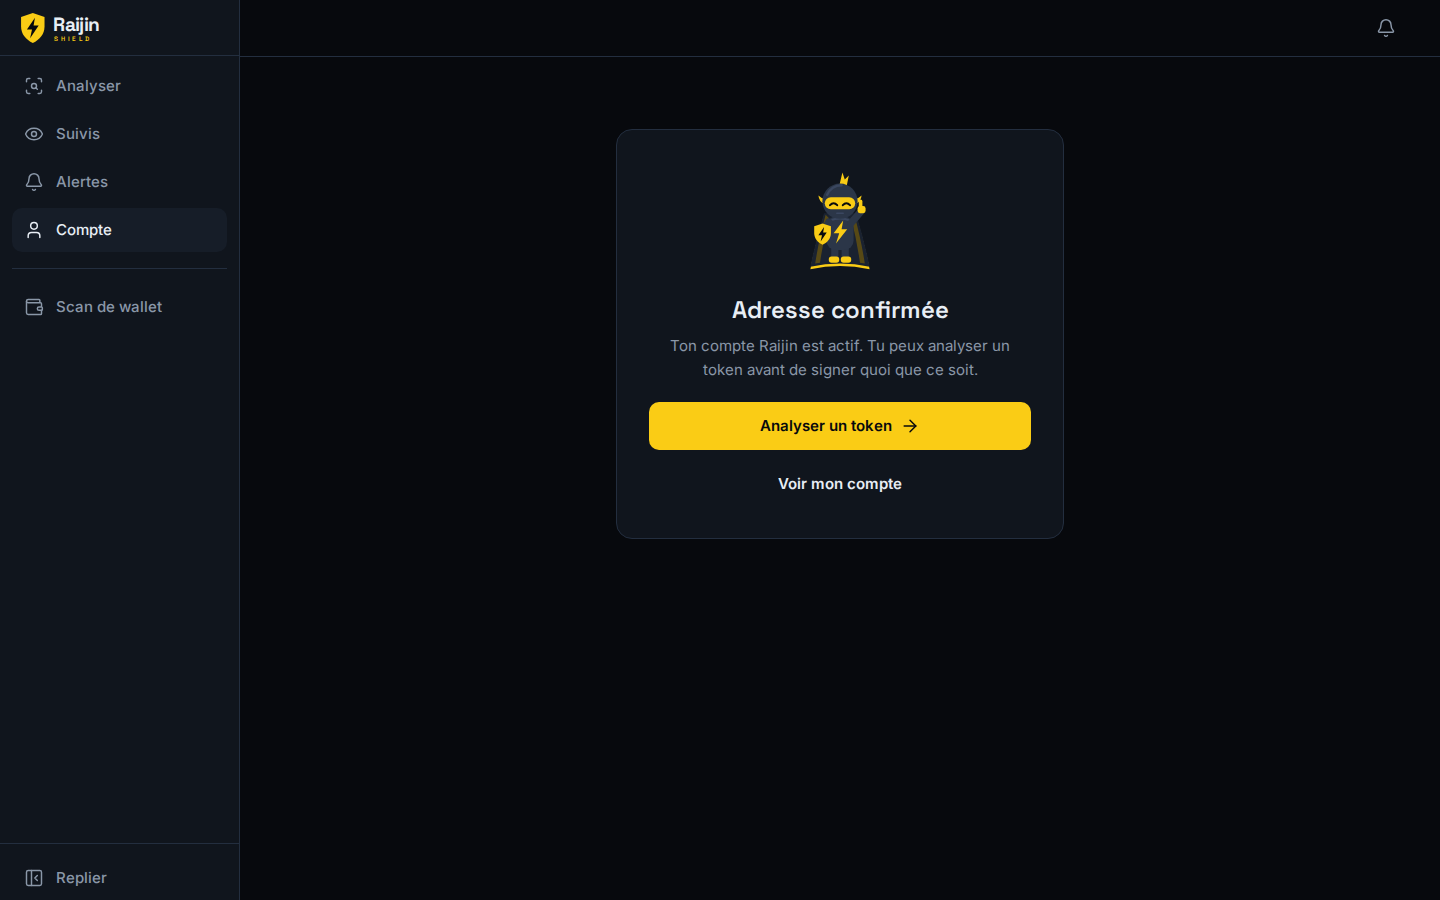 Raijin
SHIELD
Analyser
Suivis
Alertes
Compte
Scan de wallet
Replier
Adresse confirmée
Ton compte Raijin est actif. Tu peux analyser un
token avant de signer quoi que ce soit.
Analyser un token
Voir mon compte